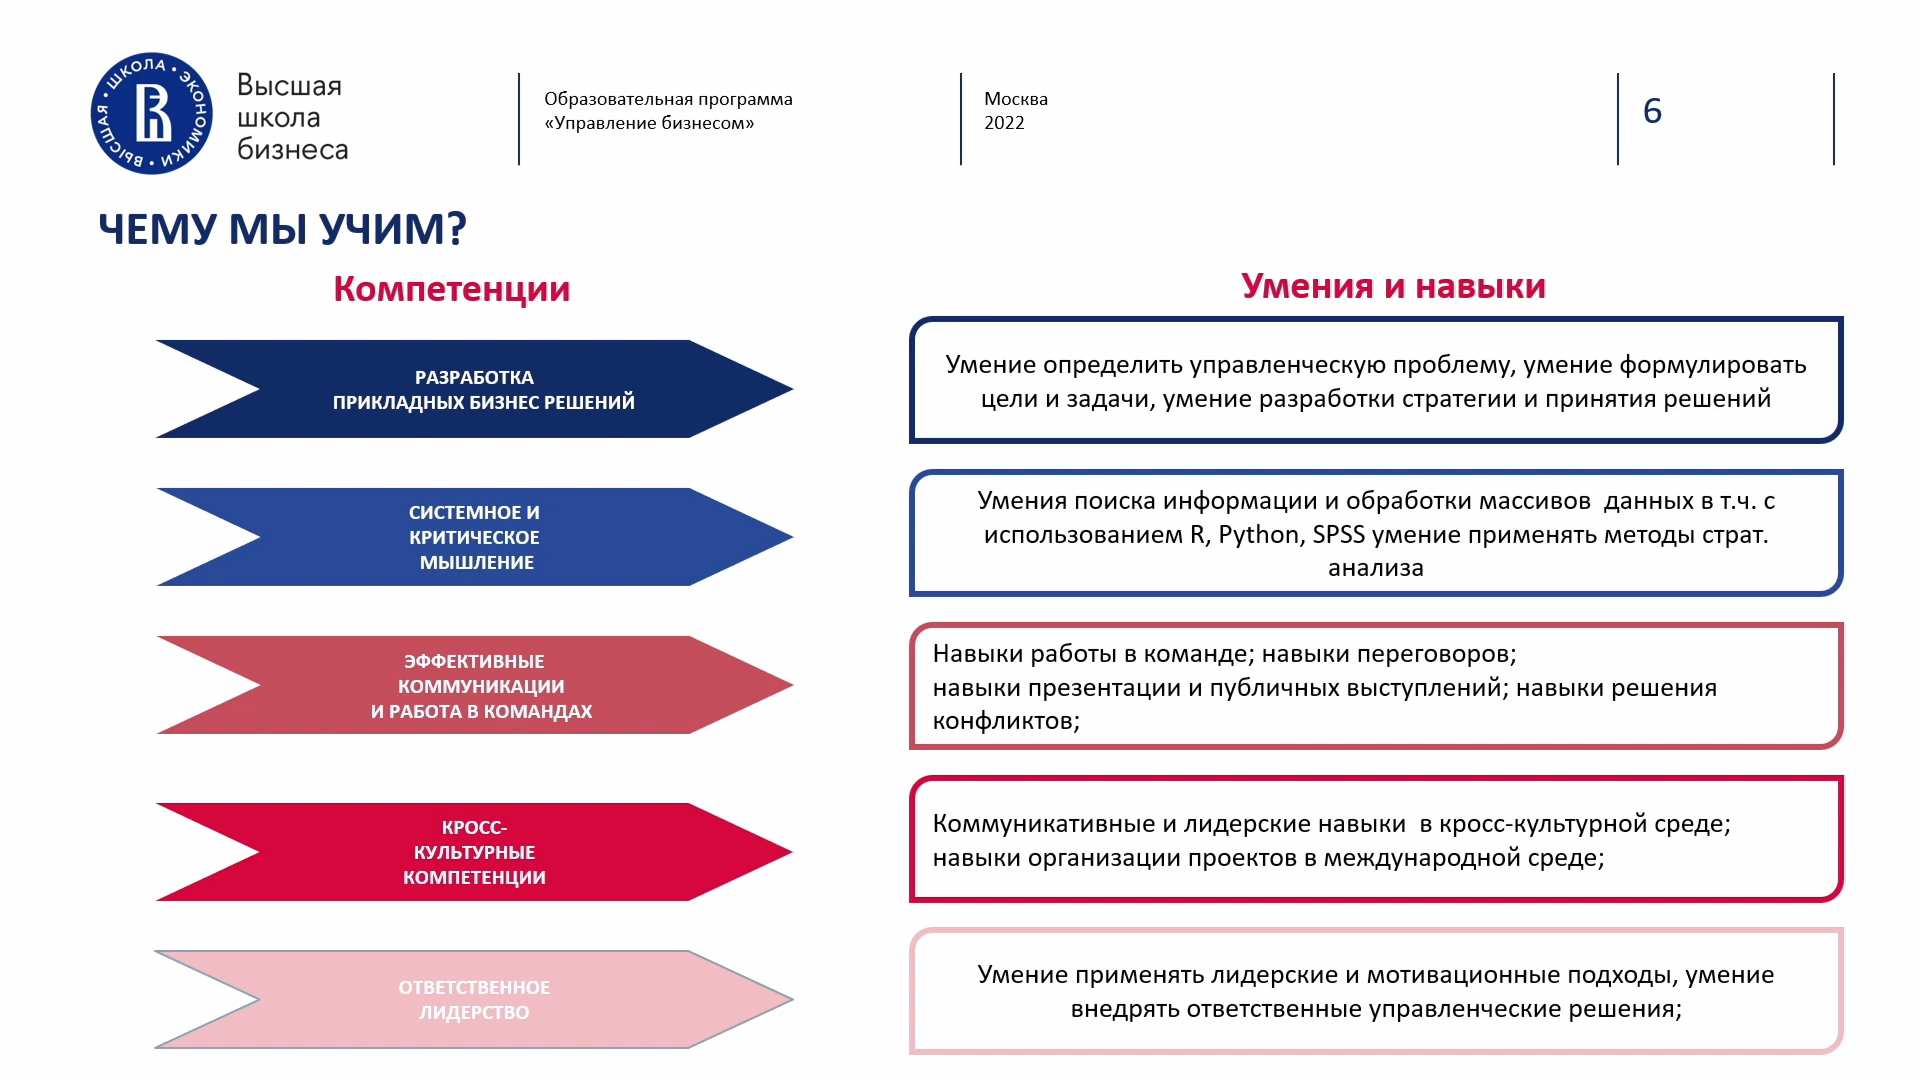 ВЫСШАЯ • ШКОЛА • ЭКОНОМИКИ •
Высшая
школа
бизнеса
Образовательная программа
«Управление бизнесом»
Москва
2022
6
ЧЕМУ МЫ УЧИМ?
Компетенции
Умения и навыки
РАЗРАБОТКА
ПРИКЛАДНЫХ БИЗНЕС РЕШЕНИЙ
Умение определить управленческую проблему, умение формулировать
цели и задачи, умение разработки стратегии и принятия решений
СИСТЕМНОЕ И
КРИТИЧЕСКОЕ
МЫШЛЕНИЕ
Умения поиска информации и обработки массивов  данных в т.ч. с
использованием R, Python, SPSS умение применять методы страт.
анализа
ЭФФЕКТИВНЫЕ
КОММУНИКАЦИИ
И РАБОТА В КОМАНДАХ
Навыки работы в команде; навыки переговоров;
навыки презентации и публичных выступлений; навыки решения
конфликтов;
КРОСС-
КУЛЬТУРНЫЕ
КОМПЕТЕНЦИИ
Коммуникативные и лидерские навыки  в кросс-культурной среде;
навыки организации проектов в международной среде;
ОТВЕТСТВЕННОЕ
ЛИДЕРСТВО
Умение применять лидерские и мотивационные подходы, умение
внедрять ответственные управленческие решения;